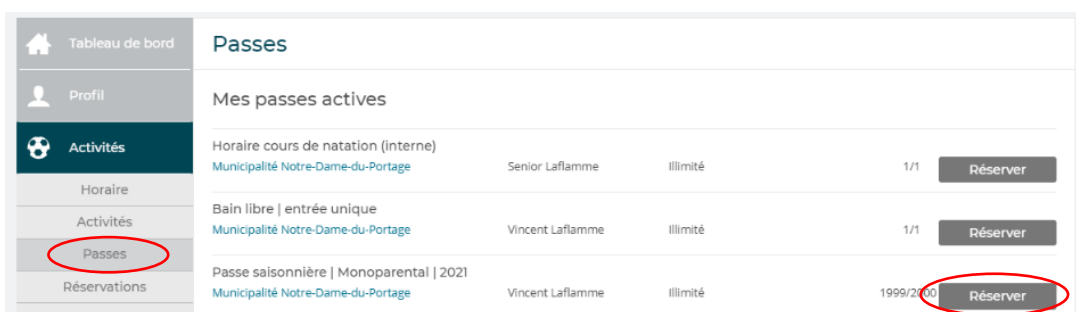 Tableau de bord
Profil
Activités
Horaire
Activités
Passes
Réservations
Passes
Mes passes actives
Horaire cours de natation (interne)
Municipalité Notre-Dame-du-Portage Senior Laflamme Illimité 1/1 Réserver
Bain libre | entrée unique
Municipalité Notre-Dame-du-Portage Vincent Laflamme Illimité 1/1 Réserver
Passe saisonnière | Monoparental | 2021
Municipalité Notre-Dame-du-Portage Vincent Laflamme Illimité 1999/2000 Réserver